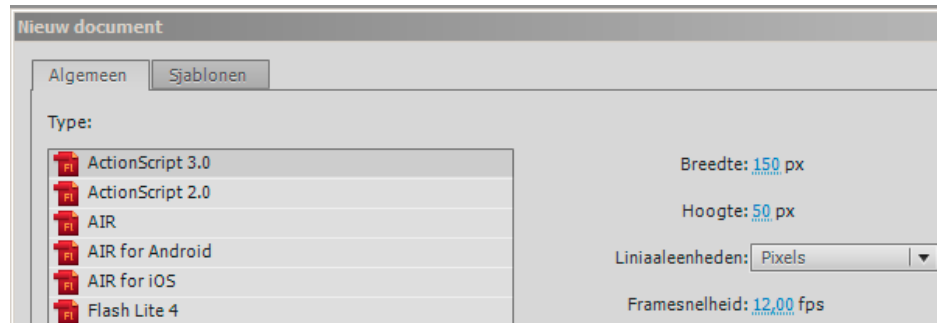 Nieuw document
Algemeen Sjablonen
Type:
ActionScript 3.0
ActionScript 2.0
AIR
AIR for Android
AIR for iOS
Flash Lite 4
Breedte: 150 px
Hoogte: 50 px
Liniaaleenheden: Pixels
Framesnelheid: 12,00 fps